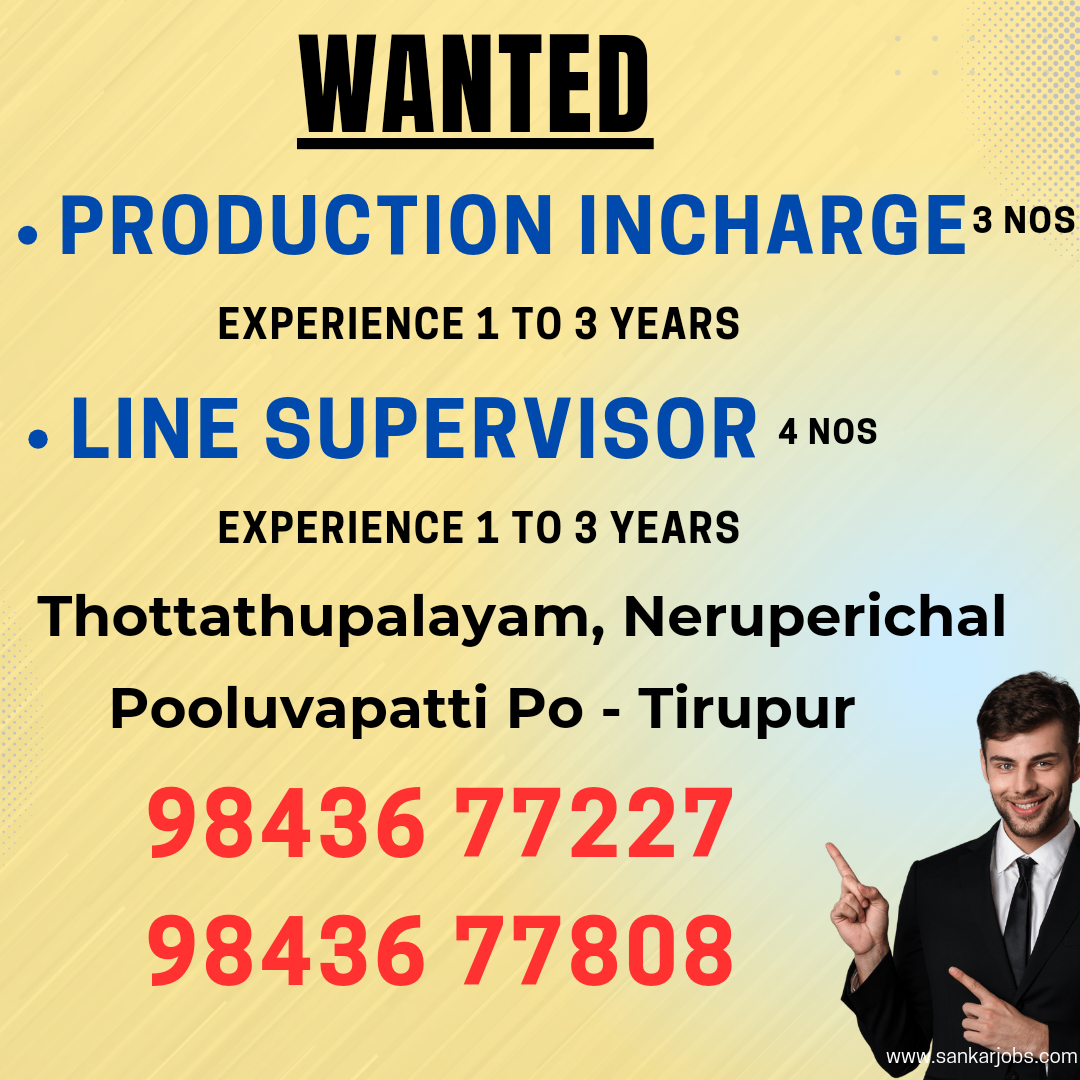 WANTED
• PRODUCTION INCHARGE 3 NOS
EXPERIENCE 1 TO 3 YEARS
• LINE SUPERVISOR 4 NOS
EXPERIENCE 1 TO 3 YEARS
Thottathupalayam, Neruperichal
Pooluvapatti Po - Tirupur
98436 77227
98436 77808
www.sankarjobs.com